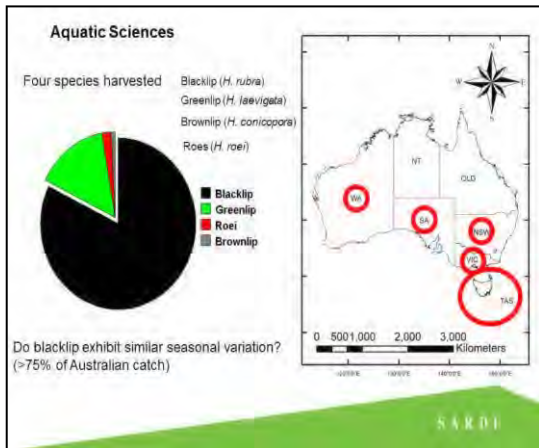 Aquatic Sciences
Four species harvested
Blacklip (H. rubra)
Greenlip (H. laevigata)
Brownlip (H. conicopora)
Roes (H. roei)
Blacklip
Greenlip
Roei
Brownlip
Do blacklip exhibit similar seasonal variation?
(>75% of Australian catch)
N
W
E
S
NT
QLD
WA
SA
NSW
VIC
TAS
0 500 1,000 2,000 3,000
Kilometers
SARDI